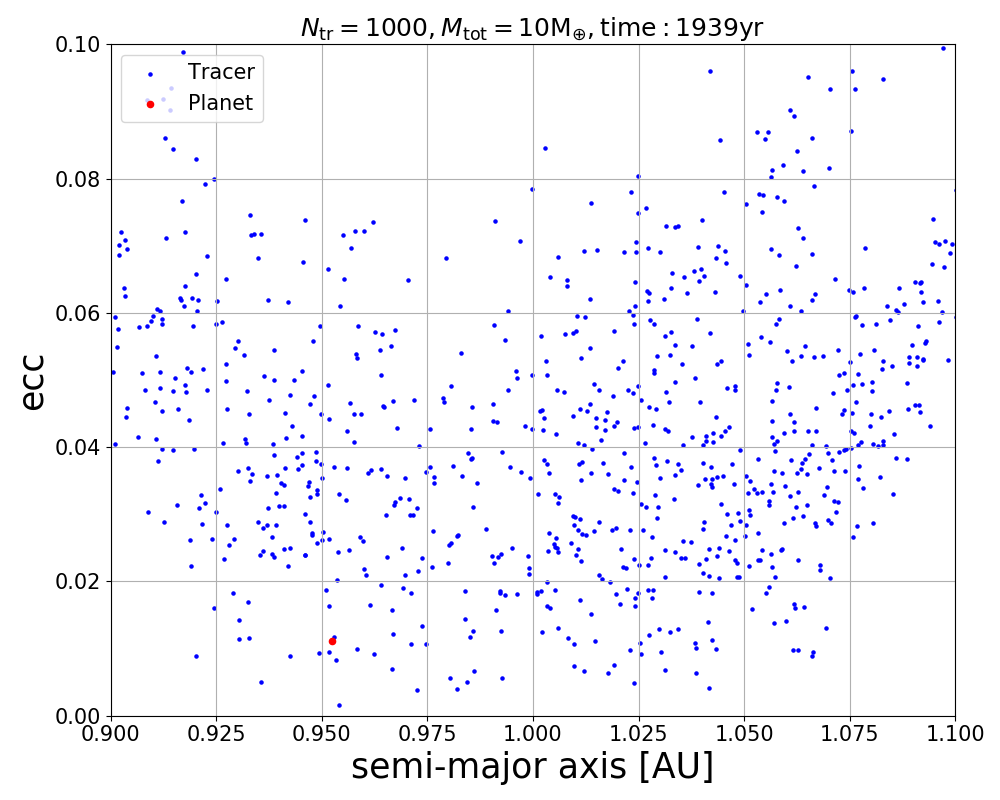 N_tr = 1000, M_tot = 10M_⊕, time : 1939yr
0.10
Tracer
Planet
0.08
0.06
ecc
0.04
0.02
0.00
0.900 0.925 0.950 0.975 1.000 1.025 1.050 1.075 1.100
semi-major axis [AU]